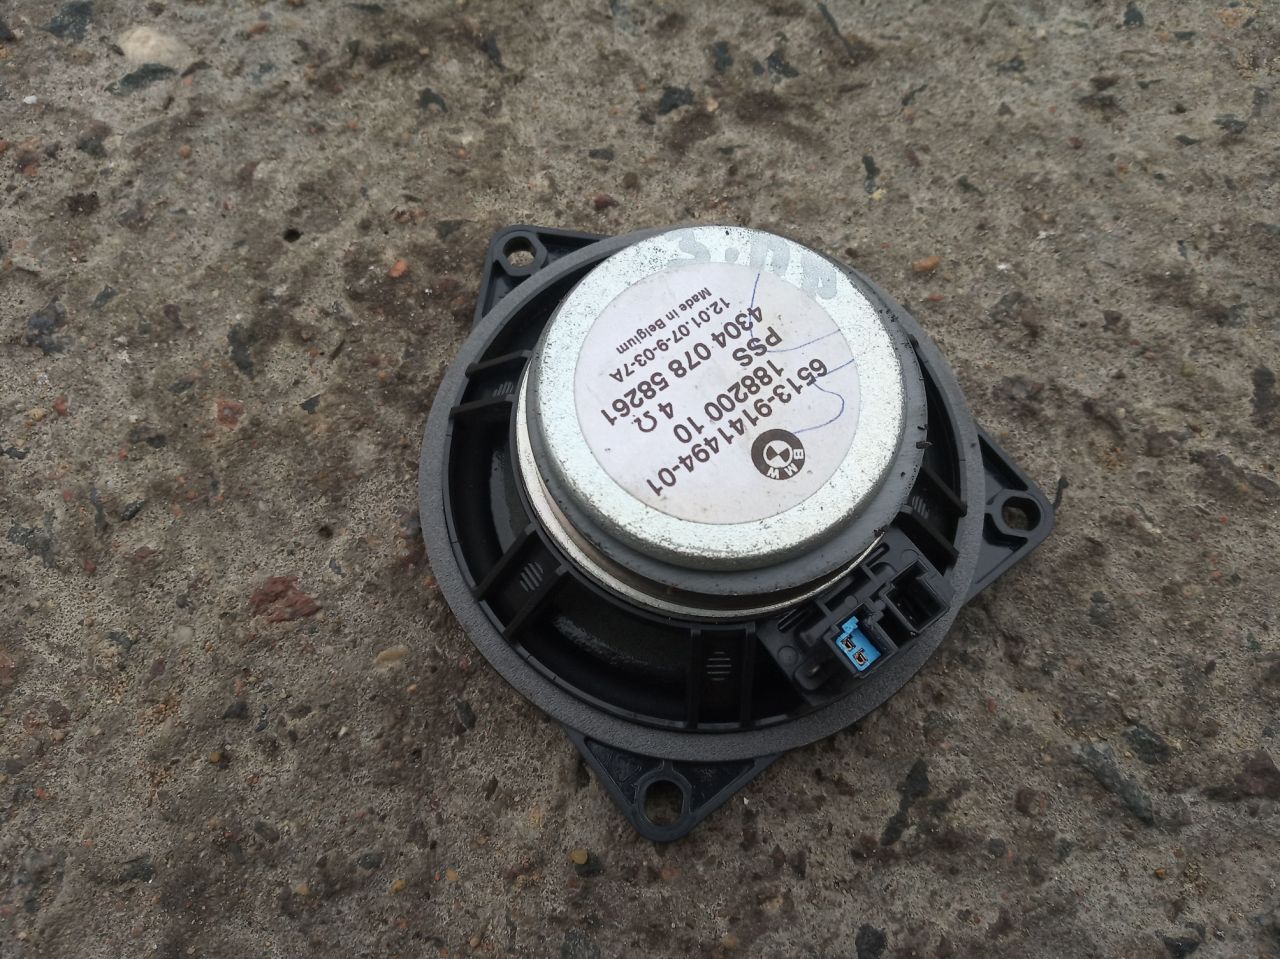 BMW
6513-9141494-01
188200 10
PSS 4Ω
4304 078 58261
12.01.07-9-03-7A
Made in Belgium